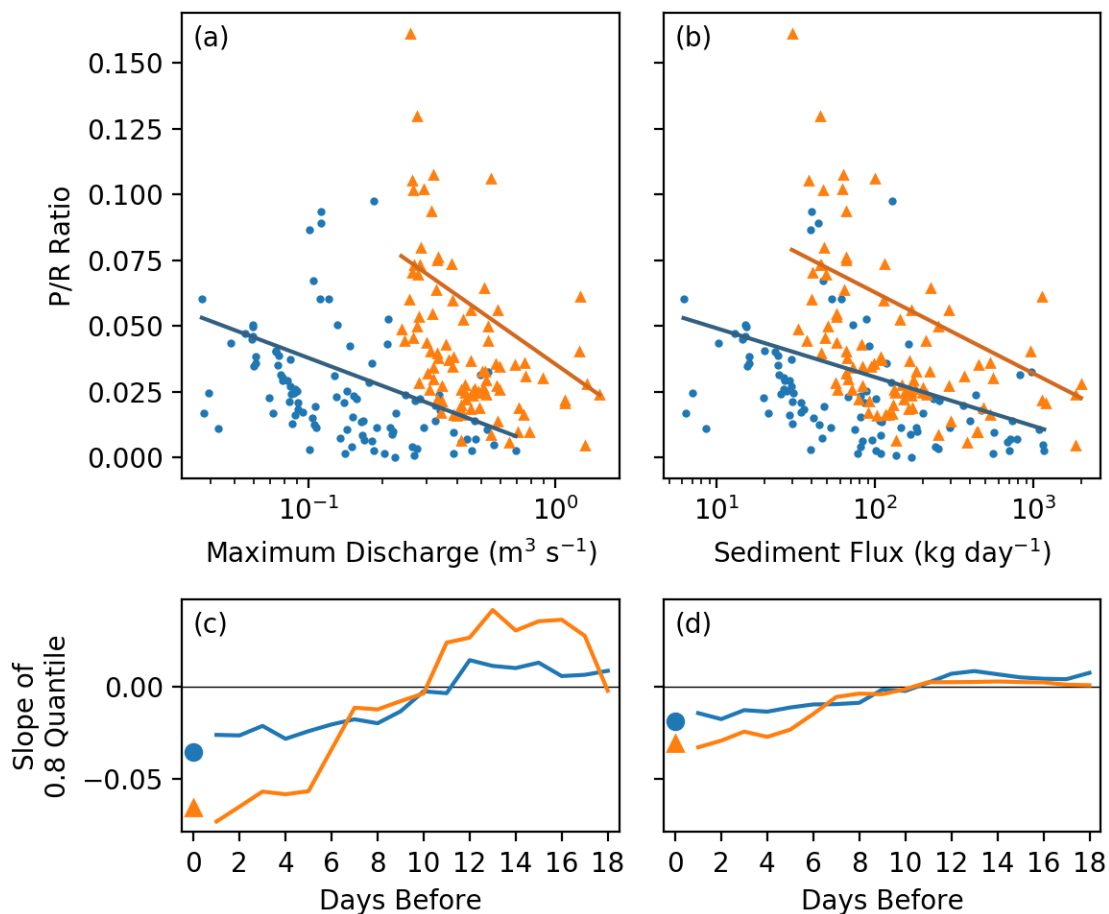 (a)
(b)
0.150
0.125
0.100
0.075
0.050
0.025
0.000
P/R Ratio
10⁻¹
10⁰
10¹
10²
10³
Maximum Discharge (m³ s⁻¹)
Sediment Flux (kg day⁻¹)
(c)
(d)
0.00
−0.05
Slope of
0.8 Quantile
0 2 4 6 8 10 12 14 16 18
0 2 4 6 8 10 12 14 16 18
Days Before
Days Before